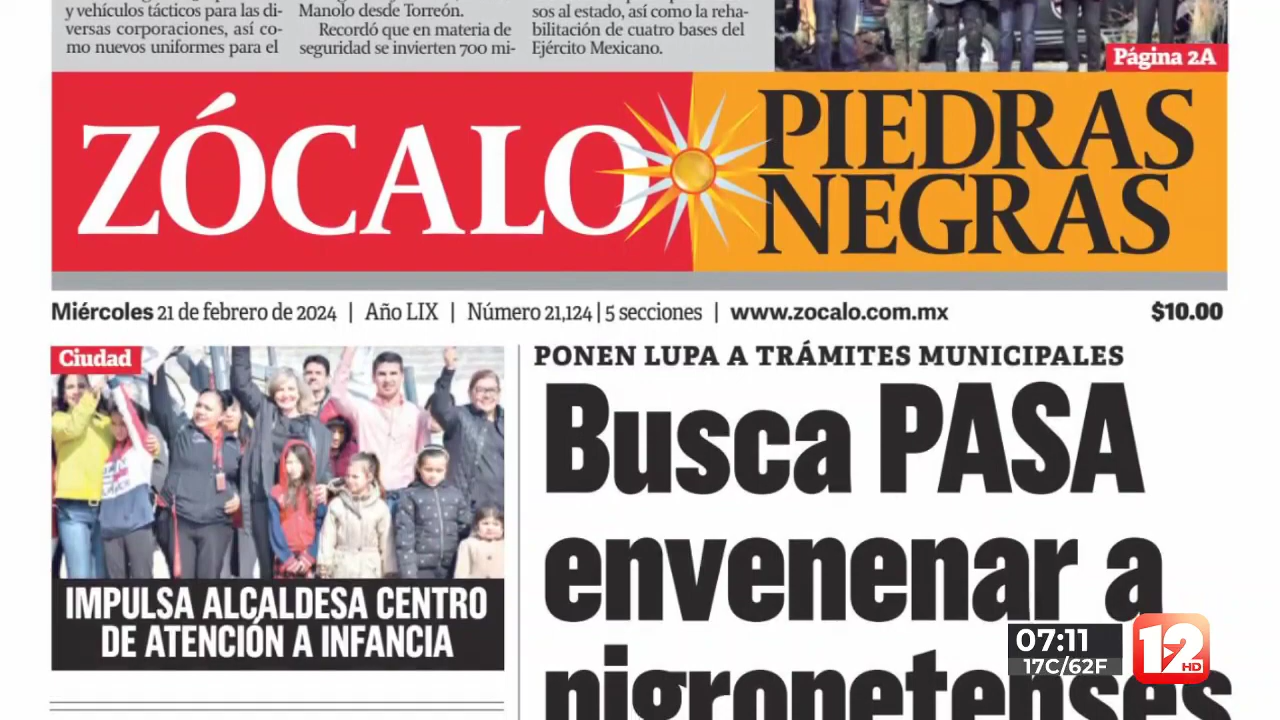 y vehículos tácticos para las di-
versas corporaciones, así co-
mo nuevos uniformes para el
Manolo desde Torreón.
Recordó que en materia de
seguridad se invierten 700 mi-
sos al estado, así como la reha-
bilitación de cuatro bases del
Ejército Mexicano.
Página 2A
ZÓCALO
PIEDRAS
NEGRAS
Miércoles 21 de febrero de 2024 | Año LIX | Número 21,124 | 5 secciones | www.zocalo.com.mx
$10.00
Ciudad
IMPULSA ALCALDESA CENTRO
DE ATENCIÓN A INFANCIA
PONEN LUPA A TRÁMITES MUNICIPALES
Busca PASA
envenenar a
nigropetenses
07:11
17C/62F
12
HD